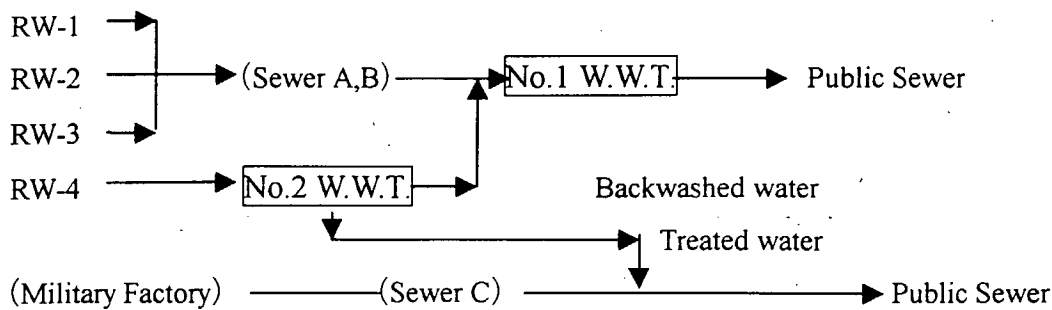 RW-1
RW-2 (Sewer A,B) No.1 W.W.T. Public Sewer
RW-3
RW-4 No.2 W.W.T. Backwashed water
Treated water
(Military Factory) (Sewer C) Public Sewer